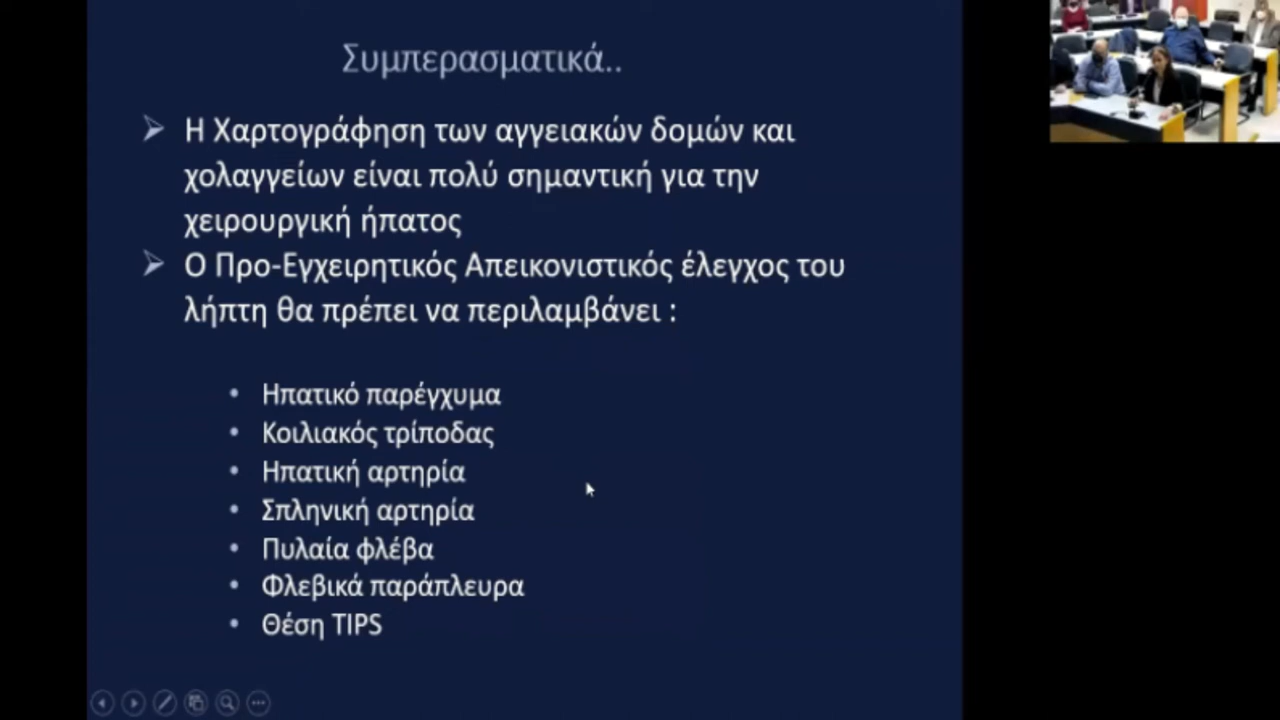 Συμπερασματικά..
➢ Η Χαρτογράφηση των αγγειακών δομών και
χολαγγείων είναι πολύ σημαντική για την
χειρουργική ήπατος
➢ Ο Προ-Εγχειρητικός Απεικονιστικός έλεγχος του
λήπτη θα πρέπει να περιλαμβάνει :
• Ηπατικό παρέγχυμα
• Κοιλιακός τρίποδας
• Ηπατική αρτηρία
• Σπληνική αρτηρία
• Πυλαία φλέβα
• Φλεβικά παράπλευρα
• Θέση TIPS